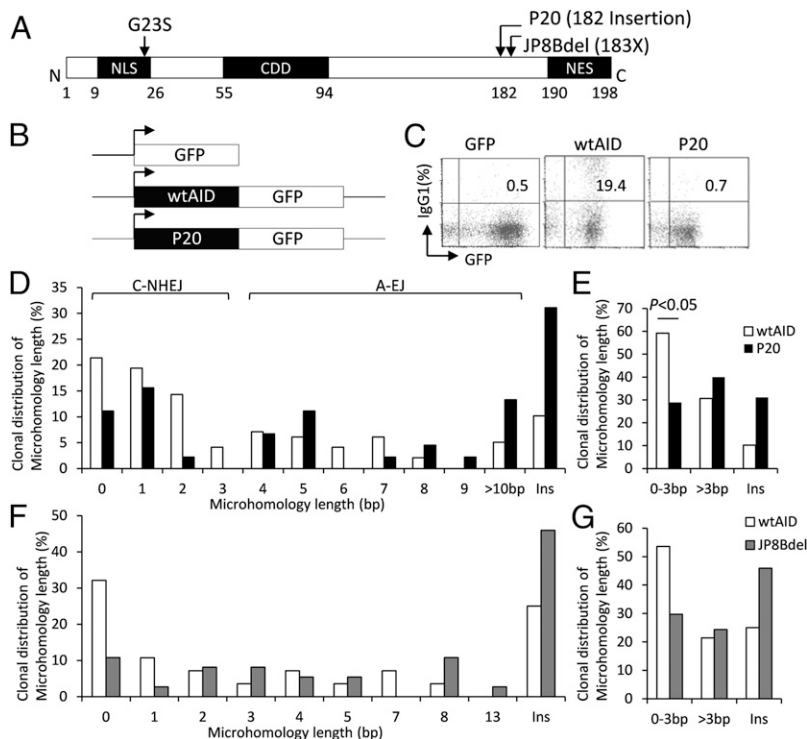 A
G23S
P20 (182 Insertion)
JP8Bdel (183X)
N NLS CDD NES C
1 9 26 55 94 182 190 198
B
GFP
wtAID GFP
P20 GFP
C
GFP wtAID P20
IgG1(%)
0.5 19.4 0.7
GFP
D
C-NHEJ A-EJ
Clonal distribution of
Microhomology length (%)
35
30
25
20
15
10
5
0
0 1 2 3 4 5 6 7 8 9 >10bp Ins
Microhomology length (bp)
E
P<0.05
wtAID
P20
Clonal distribution of
Microhomology length (%)
70
60
50
40
30
20
10
0
0-3bp >3bp Ins
F
Clonal distribution of
Microhomology length (%)
50
40
30
20
10
0
0 1 2 3 4 5 7 8 13 Ins
Microhomology length (bp)
G
wtAID
JP8Bdel
Clonal distribution of
Microhomology length (%)
60
50
40
30
20
10
0
0-3bp >3bp Ins